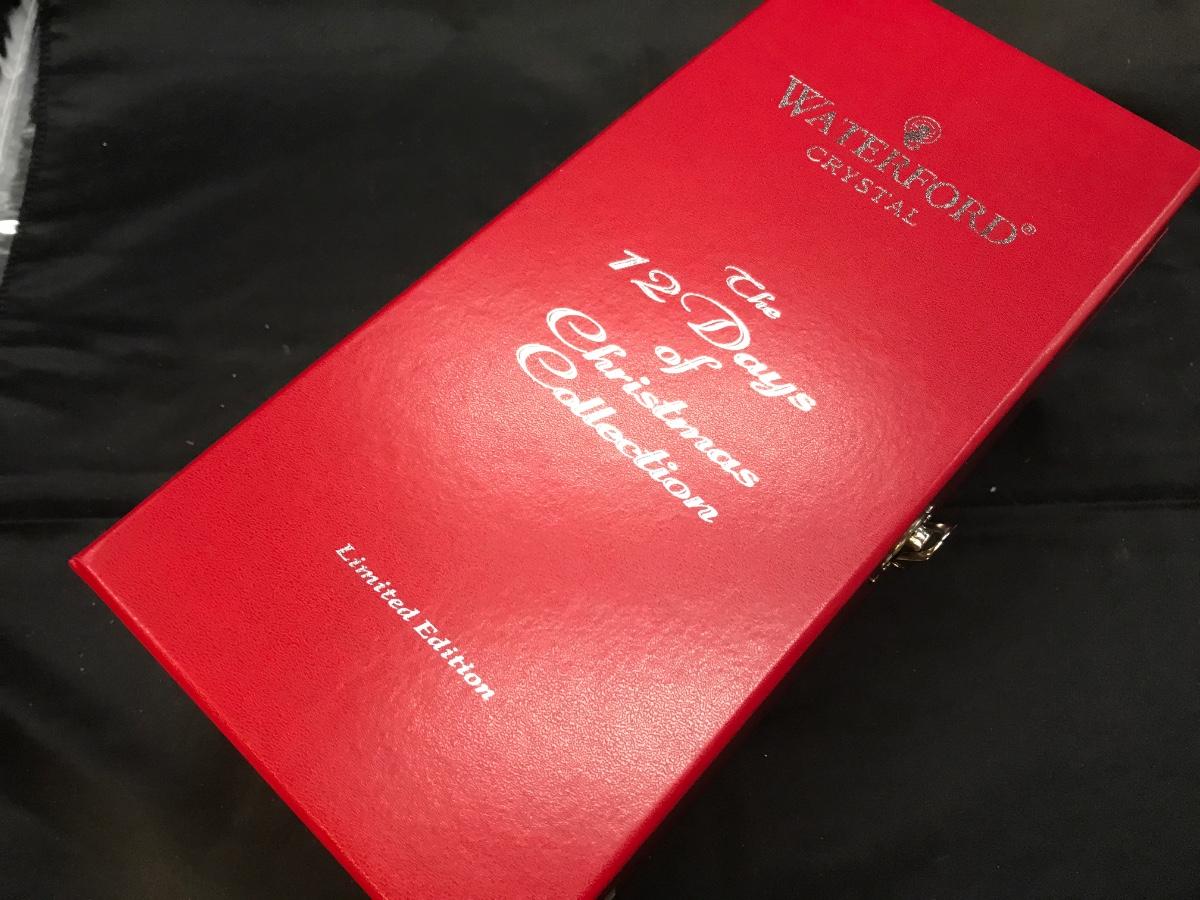 WATERFORD®
CRYSTAL
The
12 Days
of
Christmas
Collection
Limited Edition